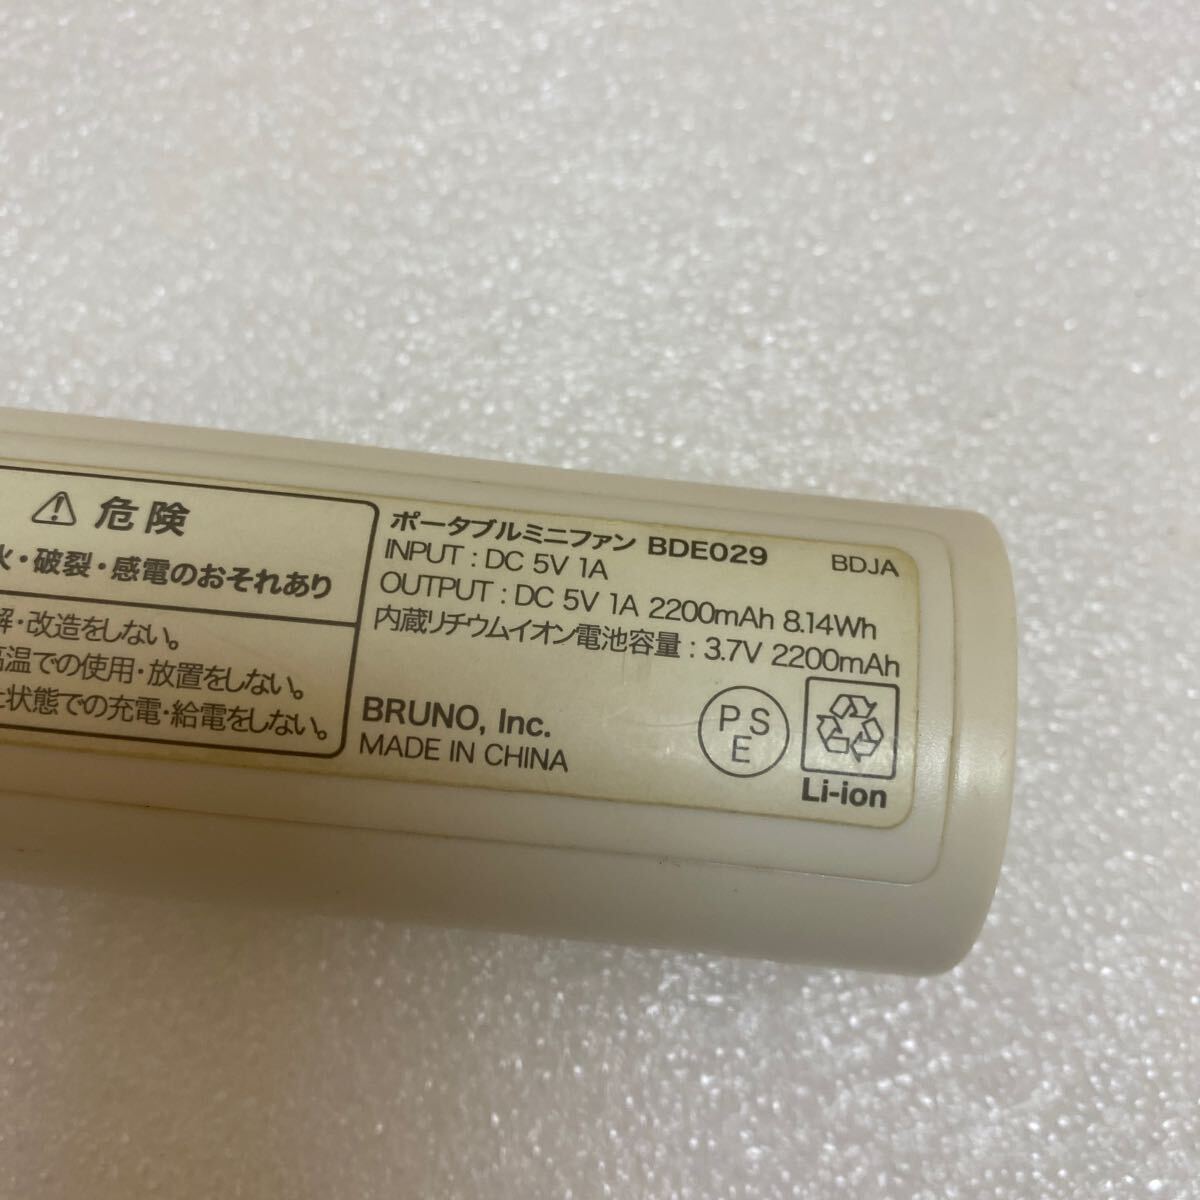 ⚠ 危険
火・破裂・感電のおそれあり
解・改造をしない。
高温での使用・放置をしない。
状態での充電・給電をしない。
ポータブルミニファン BDE029 BDJA
INPUT : DC 5V 1A
OUTPUT : DC 5V 1A 2200mAh 8.14Wh
内蔵リチウムイオン電池容量 : 3.7V 2200mAh
BRUNO, Inc.
MADE IN CHINA
PSE
Li-ion